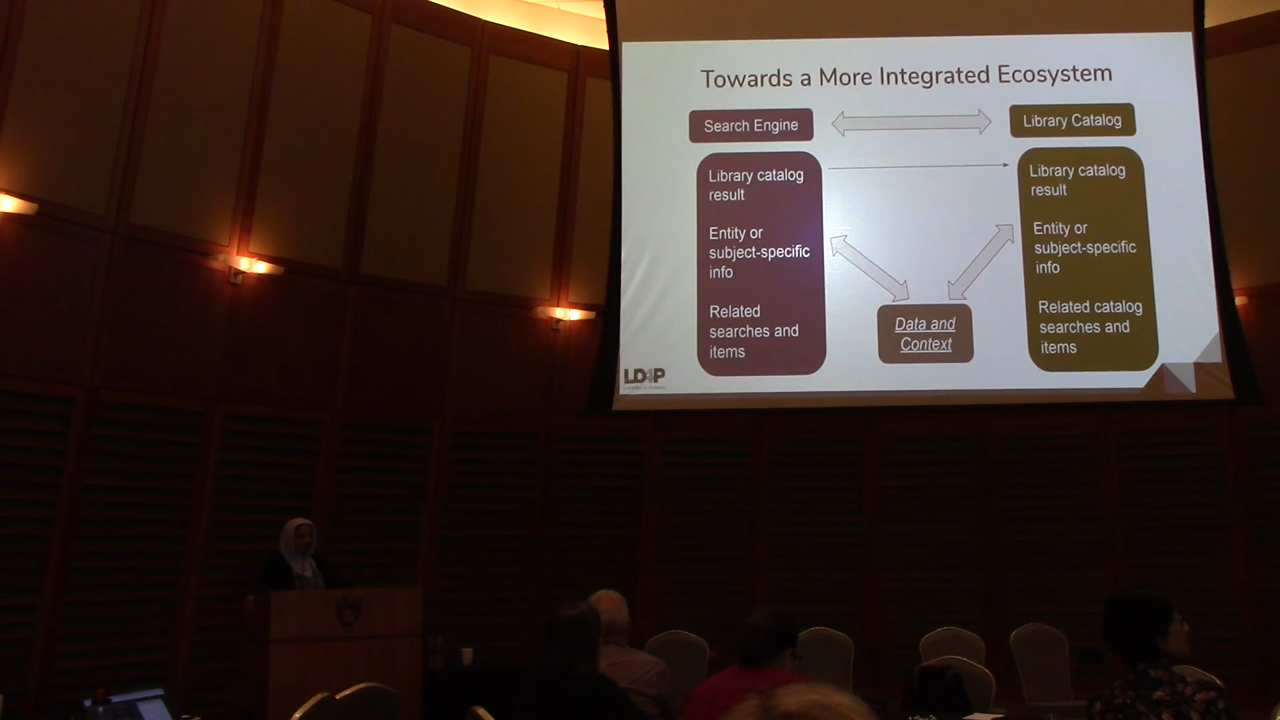 Towards a More Integrated Ecosystem
Search Engine
Library Catalog
Library catalog
result
Entity or
subject-specific
info
Related
searches and
items
Data and
Context
Library catalog
result
Entity or
subject-specific
info
Related catalog
searches and
items
LD4P